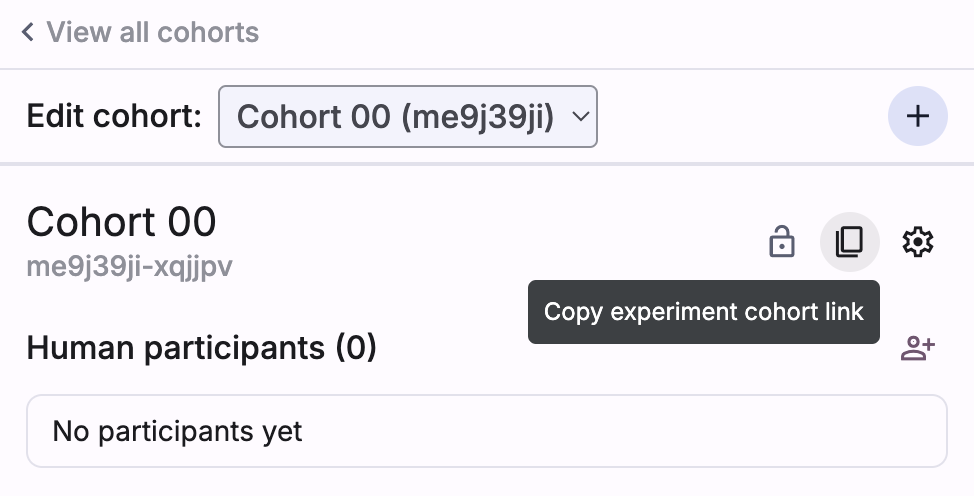 View all cohorts
Edit cohort: Cohort 00 (me9j39ji)
Cohort 00
me9j39ji-xqjjpv
Copy experiment cohort link
Human participants (0)
No participants yet